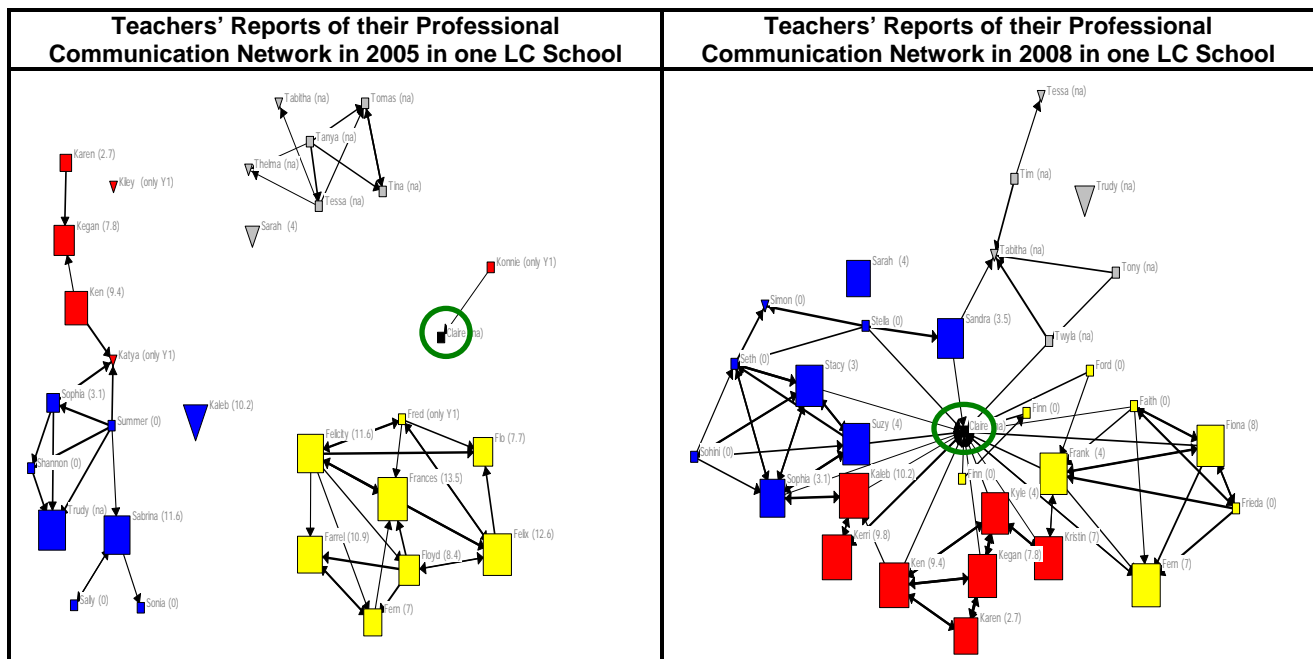 Teachers' Reports of their Professional
Communication Network in 2005 in one LC School
Teachers' Reports of their Professional
Communication Network in 2008 in one LC School
Tabitha (na)
Tomas (na)
Tanya (na)
Karen (2.7)
Thelma (na)
Kiley (only Y1)
Tina (na)
Tessa (na)
Kegan (7.8)
Sarah (4)
Konnie (only Y1)
Ken (9.4)
Claire (na)
Katya (only Y1)
Sophia (3.1)
Kaleb (10.2)
Summer (0)
Fred (only Y1)
Felicity (11.6)
Flo (7.7)
Shannon (0)
Frances (13.5)
Trudy (na)
Sabrina (11.6)
Felix (12.6)
Farrel (10.9)
Floyd (8.4)
Sally (0)
Sonia (0)
Fern (7)
Tessa (na)
Tim (na)
Trudy (na)
Tabitha (na)
Sarah (4)
Tony (na)
Simon (0)
Stella (0)
Sandra (3.5)
Twyla (na)
Seth (0)
Stacy (3)
Ford (0)
Finn (0)
Faith (0)
Suzy (4)
Claire (na)
Fiona (8)
Sohini (0)
Frank (4)
Sophia (3.1)
Kaleb (10.2)
Finn (0)
Kyle (4)
Frieda (0)
Kerri (9.8)
Kristin (7)
Ken (9.4)
Kegan (7.8)
Fern (7)
Karen (2.7)